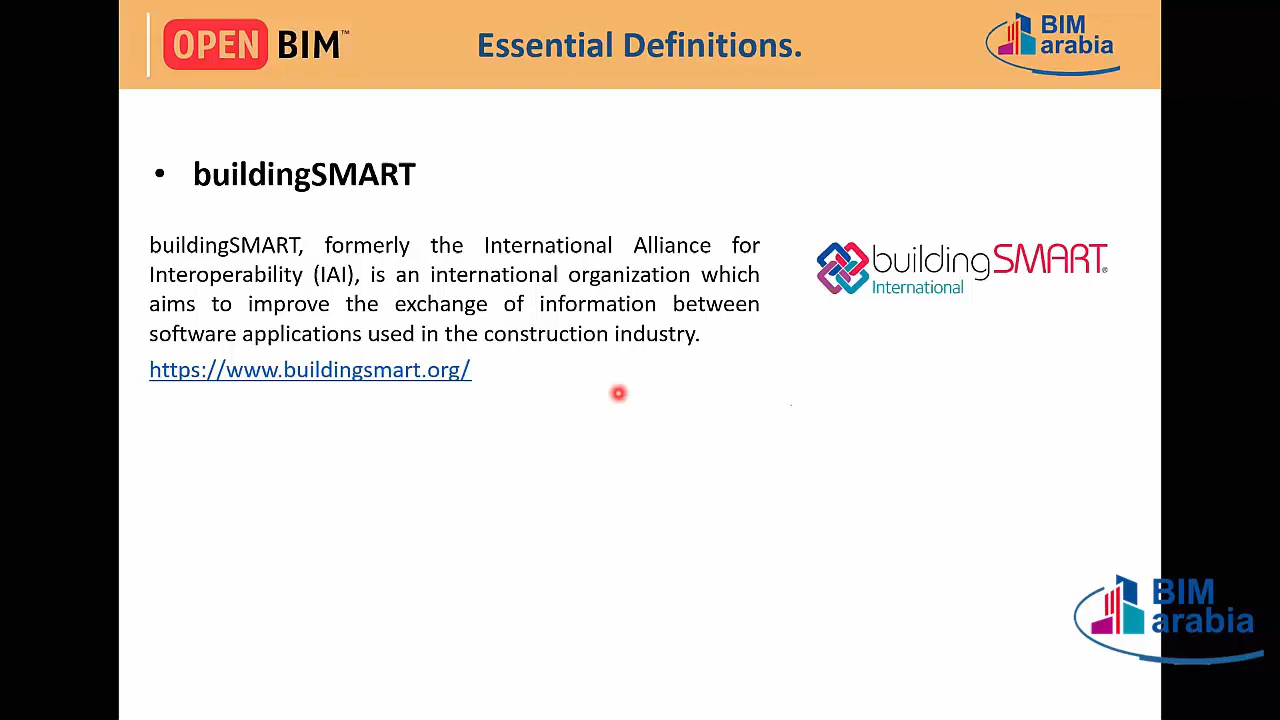 OPEN BIM™
Essential Definitions.
BIM
arabia
• buildingSMART
buildingSMART, formerly the International Alliance for
Interoperability (IAI), is an international organization which
aims to improve the exchange of information between
software applications used in the construction industry.
https://www.buildingsmart.org/
buildingSMART®
International
BIM
arabia